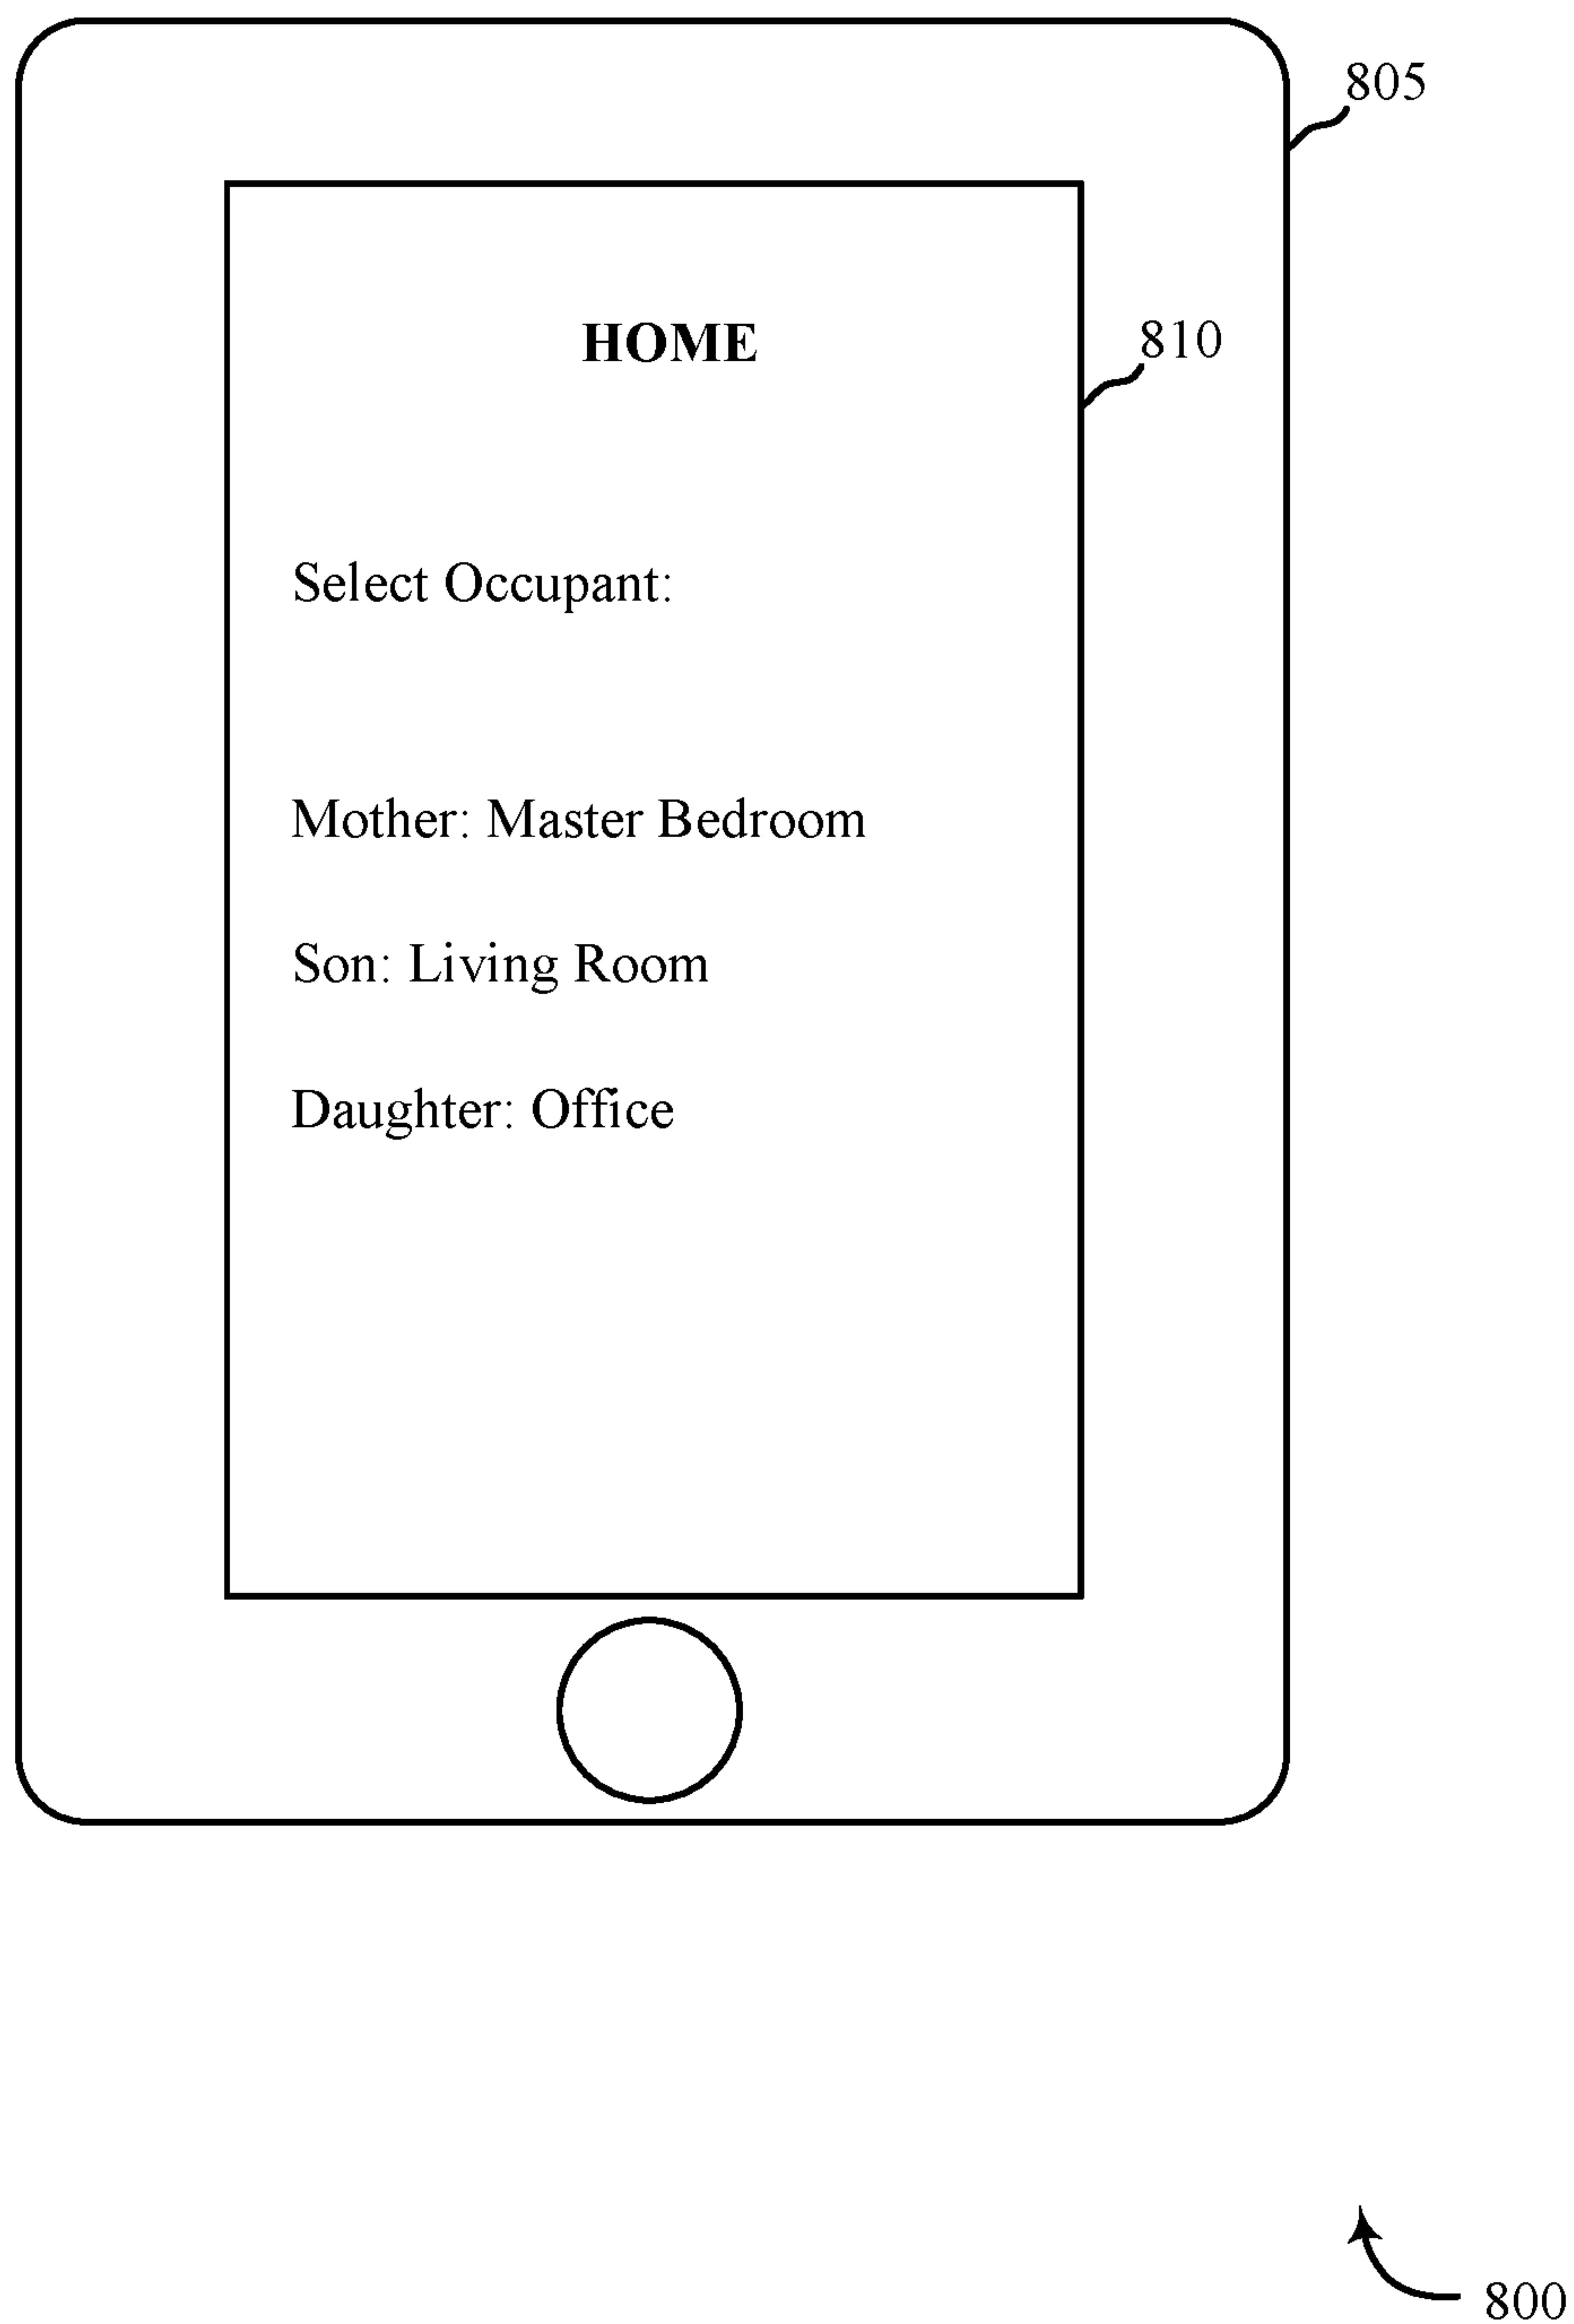 805
HOME
810
Select Occupant:
Mother: Master Bedroom
Son: Living Room
Daughter: Office
800